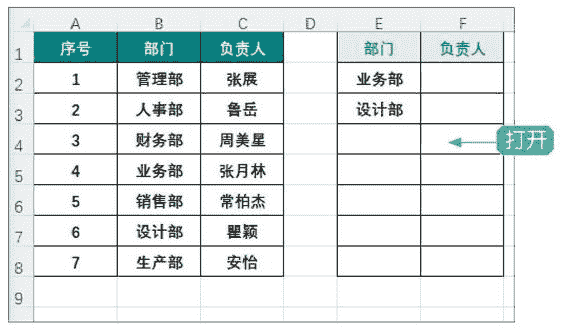 A B C D E F
1 序号 部门 负责人 部门 负责人
2 1 管理部 张展 业务部
3 2 人事部 鲁岳 设计部
4 3 财务部 周美星 打开
5 4 业务部 张月林
6 5 销售部 常柏杰
7 6 设计部 瞿颖
8 7 生产部 安怡
9